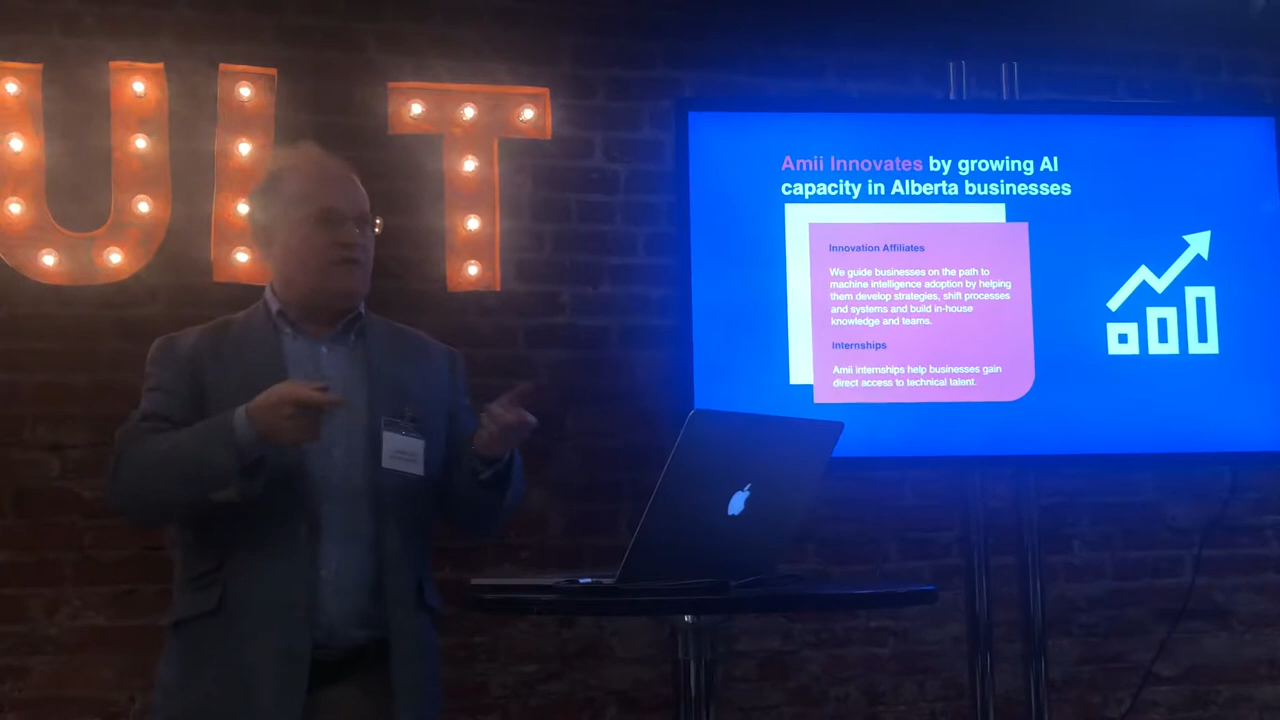 ULT
Amii Innovates by growing AI
capacity in Alberta businesses
Innovation Affiliates
We guide businesses on the path to
machine intelligence adoption by helping
them develop strategies, shift processes
and systems and build in-house
knowledge and teams.
Internships
Amii internships help businesses gain
direct access to technical talent.